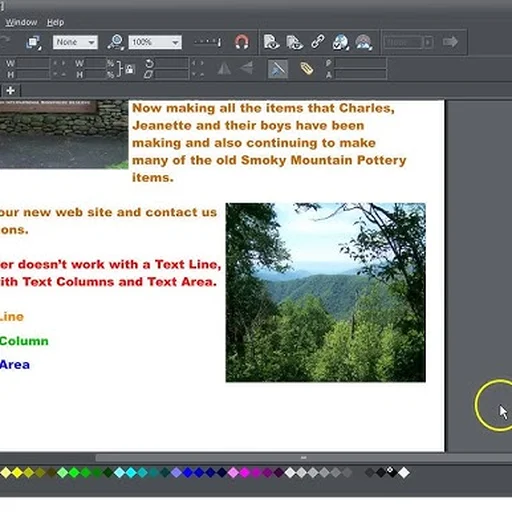 Window Help
None 100% None
W % P
H % P
Now making all the items that Charles,
Jeanette and their boys have been
making and also continuing to make
many of the old Smoky Mountain Pottery
items.
our new web site and contact us
ons.
er doesn't work with a Text Line,
ith Text Columns and Text Area.
Line
Column
Area